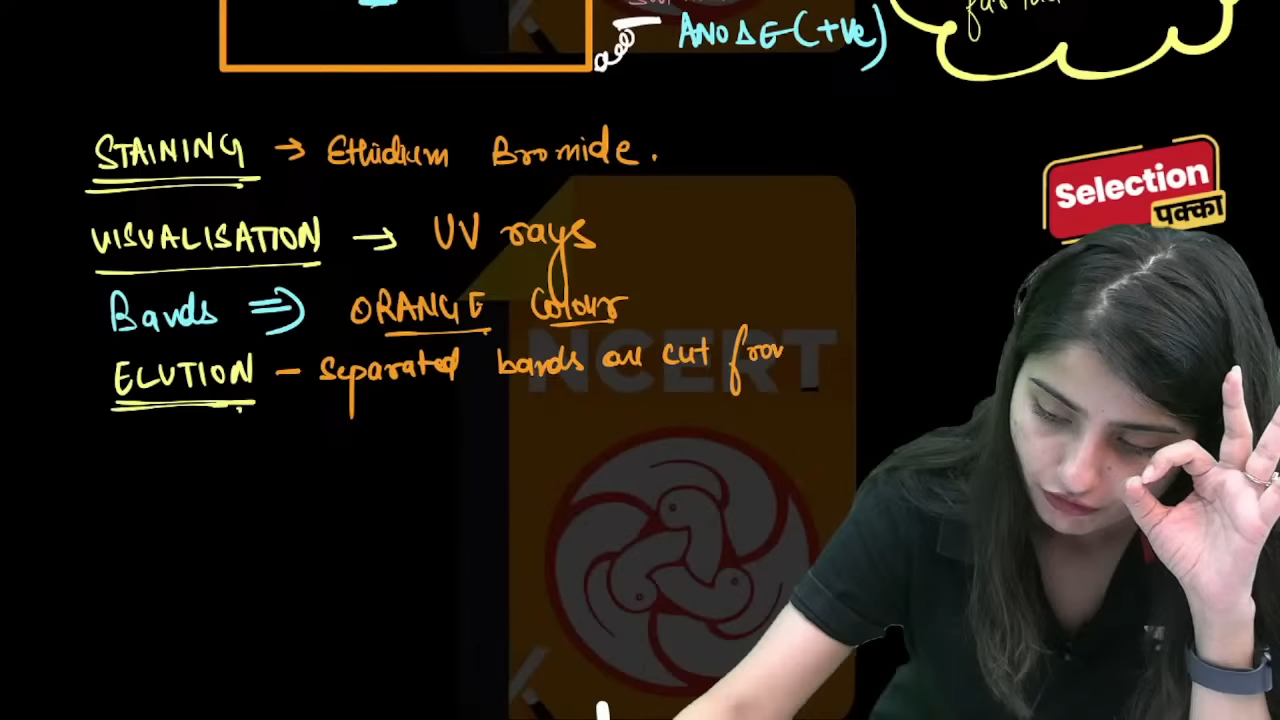 ANODE (+ve)
STAINING → Ethidium Bromide.
Selection
पक्का
VISUALISATION → UV rays
Bands ⇒ ORANGE Colour
NCERT
ELUTION – Separated bands are cut from